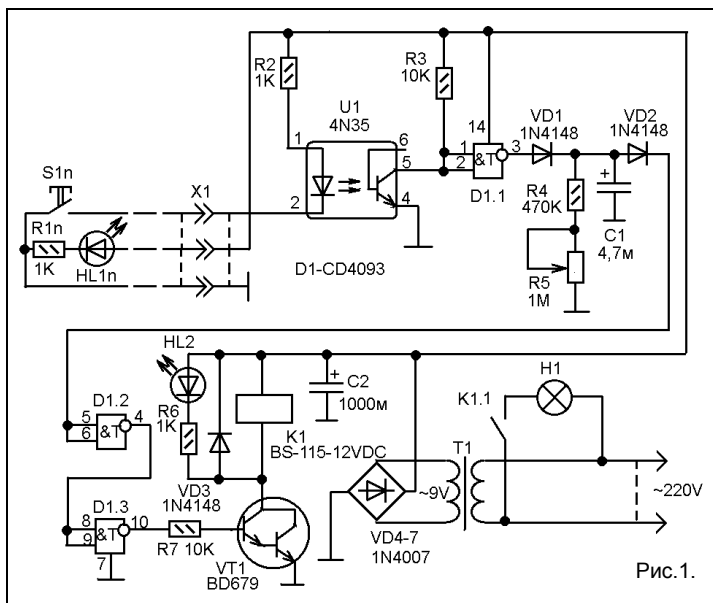 R2
1K
R3
10K
U1
4N35
VD1
1N4148
VD2
1N4148
14
1
6
5
4
2
1
2
&T
3
D1.1
S1n
X1
R1n
1K
HL1n
D1-CD4093
R4
470K
+
C1
4,7м
R5
1M
HL2
D1.2
5
6
&T
4
R6
1K
+
C2
1000м
K1
BS-115-12VDC
H1
K1.1
T1
~9V
~220V
VD3
1N4148
D1.3
8
9
&T
10
7
R7 10K
VT1
BD679
VD4-7
1N4007
Рис.1.